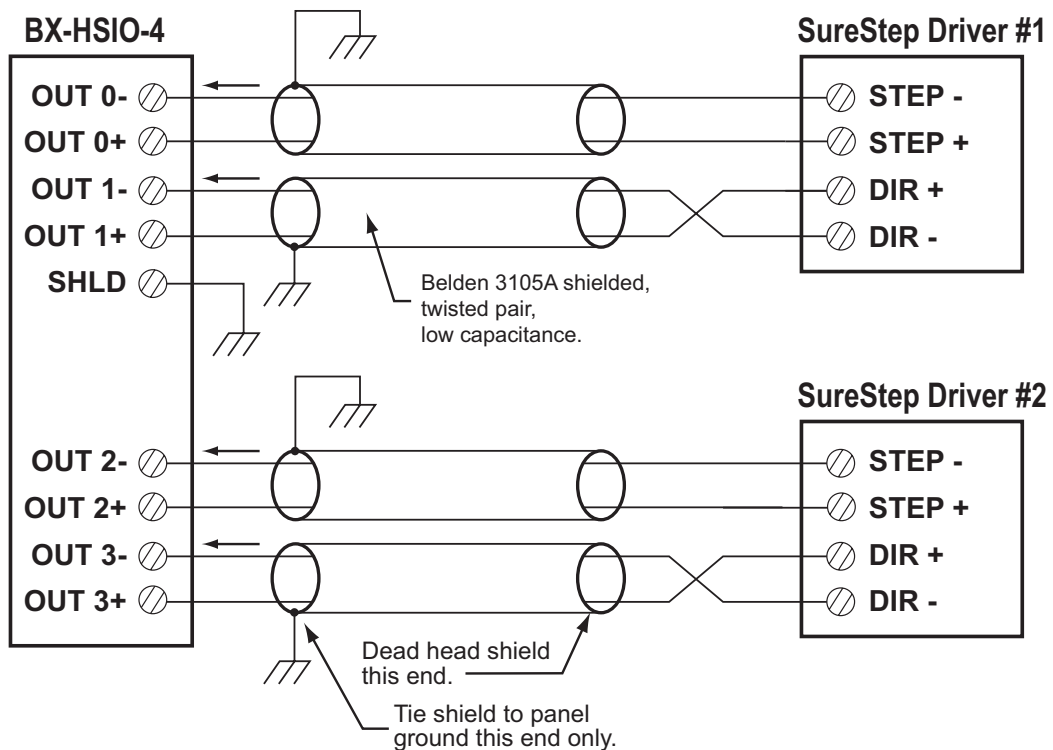 BX-HSIO-4
OUT 0-
OUT 0+
OUT 1-
OUT 1+
SHLD
OUT 2-
OUT 2+
OUT 3-
OUT 3+
SureStep Driver #1
STEP -
STEP +
DIR +
DIR -
Belden 3105A shielded,
twisted pair,
low capacitance.
SureStep Driver #2
STEP -
STEP +
DIR +
DIR -
Dead head shield
this end.
Tie shield to panel
ground this end only.